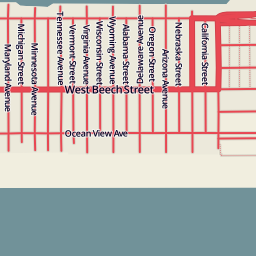 Maryland Avenue
Michigan Street
Minnesota Avenue
Tennessee Avenue
Vermont Street
Virginia Avenue
Wisconsin Street
Wyoming Avenue
Alabama Street
Delaware Avenue
Oregon Street
Arizona Avenue
Nebraska Street
California Street
West Beech Street
Ocean View Ave